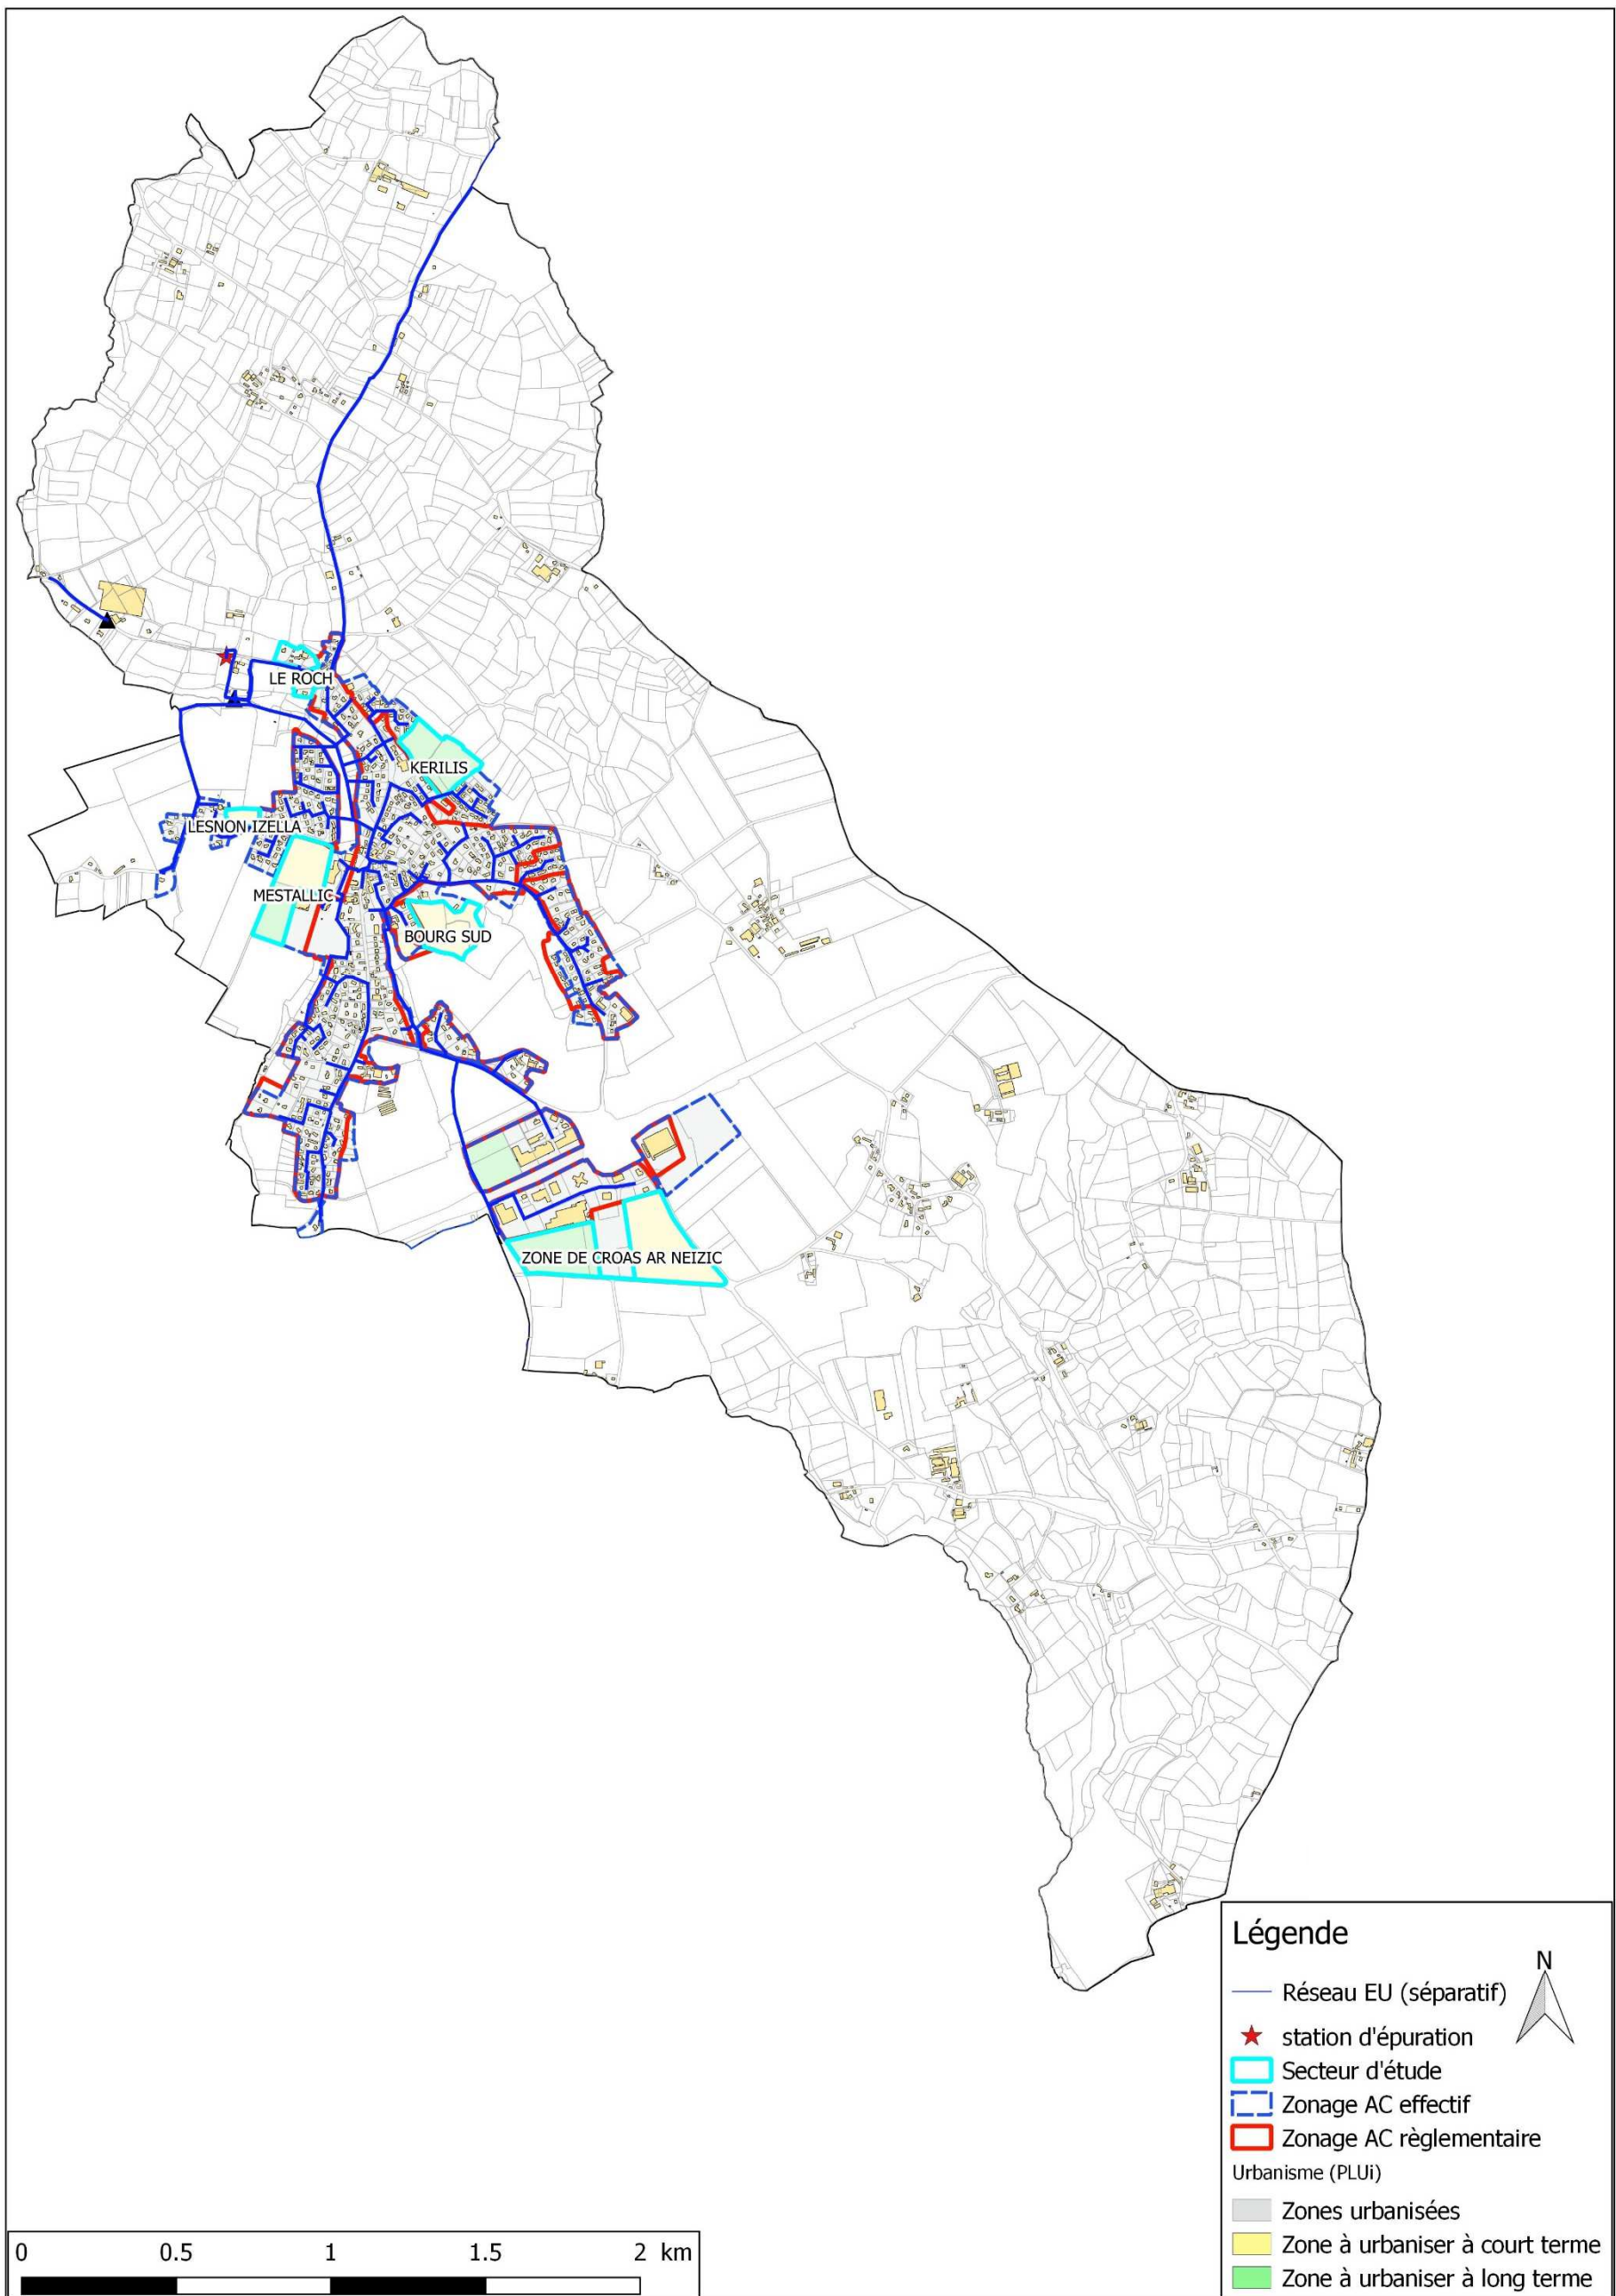 LE ROCH
KERILIS
LESNON IZELLA
MESTALLIC
BOURG SUD
ZONE DE CROAS AR NEIZIC
Légende
N
Réseau EU (séparatif)
station d'épuration
Secteur d'étude
Zonage AC effectif
Zonage AC règlementaire
Urbanisme (PLUi)
Zones urbanisées
Zone à urbaniser à court terme
Zone à urbaniser à long terme
0 0.5 1 1.5 2 km